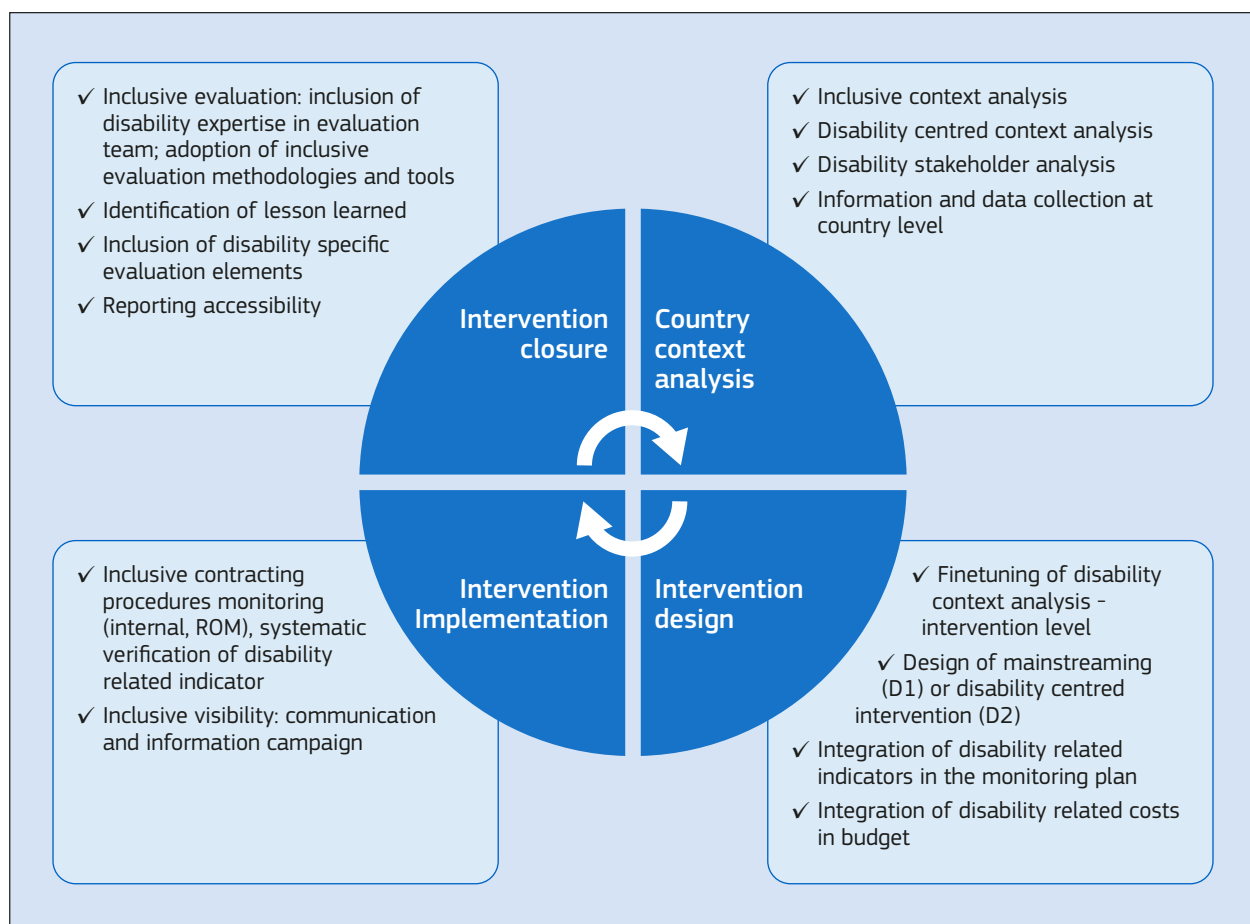 ✓ Inclusive evaluation: inclusion of
disability expertise in evaluation
team; adoption of inclusive
evaluation methodologies and tools
✓ Identification of lesson learned
✓ Inclusion of disability specific
evaluation elements
✓ Reporting accessibility
✓ Inclusive context analysis
✓ Disability centred context analysis
✓ Disability stakeholder analysis
✓ Information and data collection at
country level
Intervention
closure
Country
context
analysis
Intervention
Implementation
Intervention
design
✓ Inclusive contracting
procedures monitoring
(internal, ROM), systematic
verification of disability
related indicator
✓ Inclusive visibility: communication
and information campaign
✓ Finetuning of disability
context analysis -
intervention level
✓ Design of mainstreaming
(D1) or disability centred
intervention (D2)
✓ Integration of disability related
indicators in the monitoring plan
✓ Integration of disability related costs
in budget